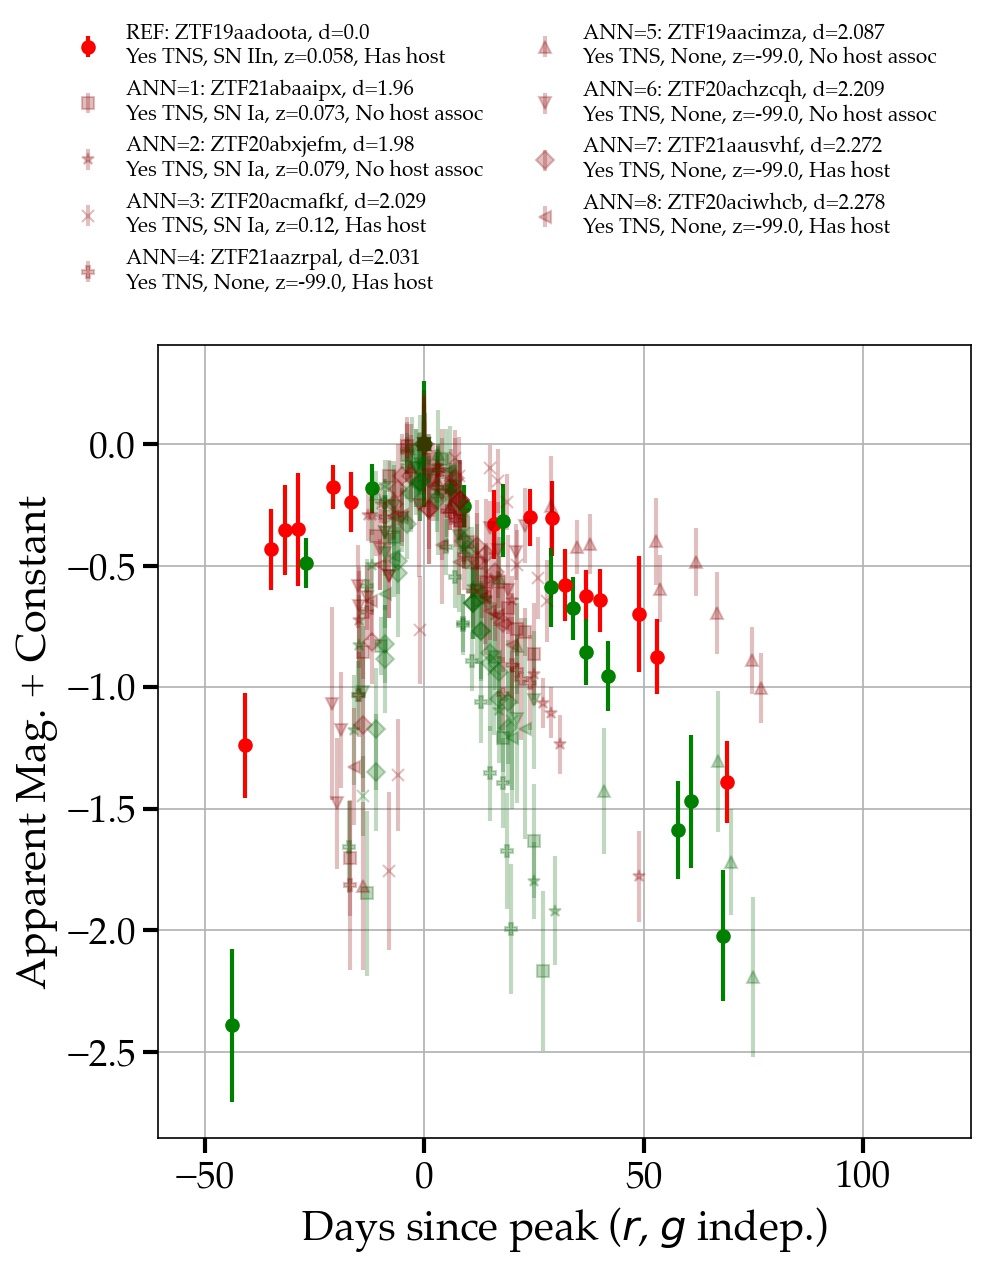 REF: ZTF19aadoota, d=0.0
Yes TNS, SN IIn, z=0.058, Has host
ANN=1: ZTF21abaaipx, d=1.96
Yes TNS, SN Ia, z=0.073, No host assoc
ANN=2: ZTF20abxjefm, d=1.98
Yes TNS, SN Ia, z=0.079, No host assoc
ANN=3: ZTF20acmafkf, d=2.029
Yes TNS, SN Ia, z=0.12, Has host
ANN=4: ZTF21aazrpal, d=2.031
Yes TNS, None, z=-99.0, Has host
ANN=5: ZTF19aacimza, d=2.087
Yes TNS, None, z=-99.0, No host assoc
ANN=6: ZTF20achzcqh, d=2.209
Yes TNS, None, z=-99.0, No host assoc
ANN=7: ZTF21aausvhf, d=2.272
Yes TNS, None, z=-99.0, Has host
ANN=8: ZTF20aciwhcb, d=2.278
Yes TNS, None, z=-99.0, Has host
Apparent Mag. + Constant
0.0
−0.5
−1.0
−1.5
−2.0
−2.5
−50
0
50
100
Days since peak (r, g indep.)